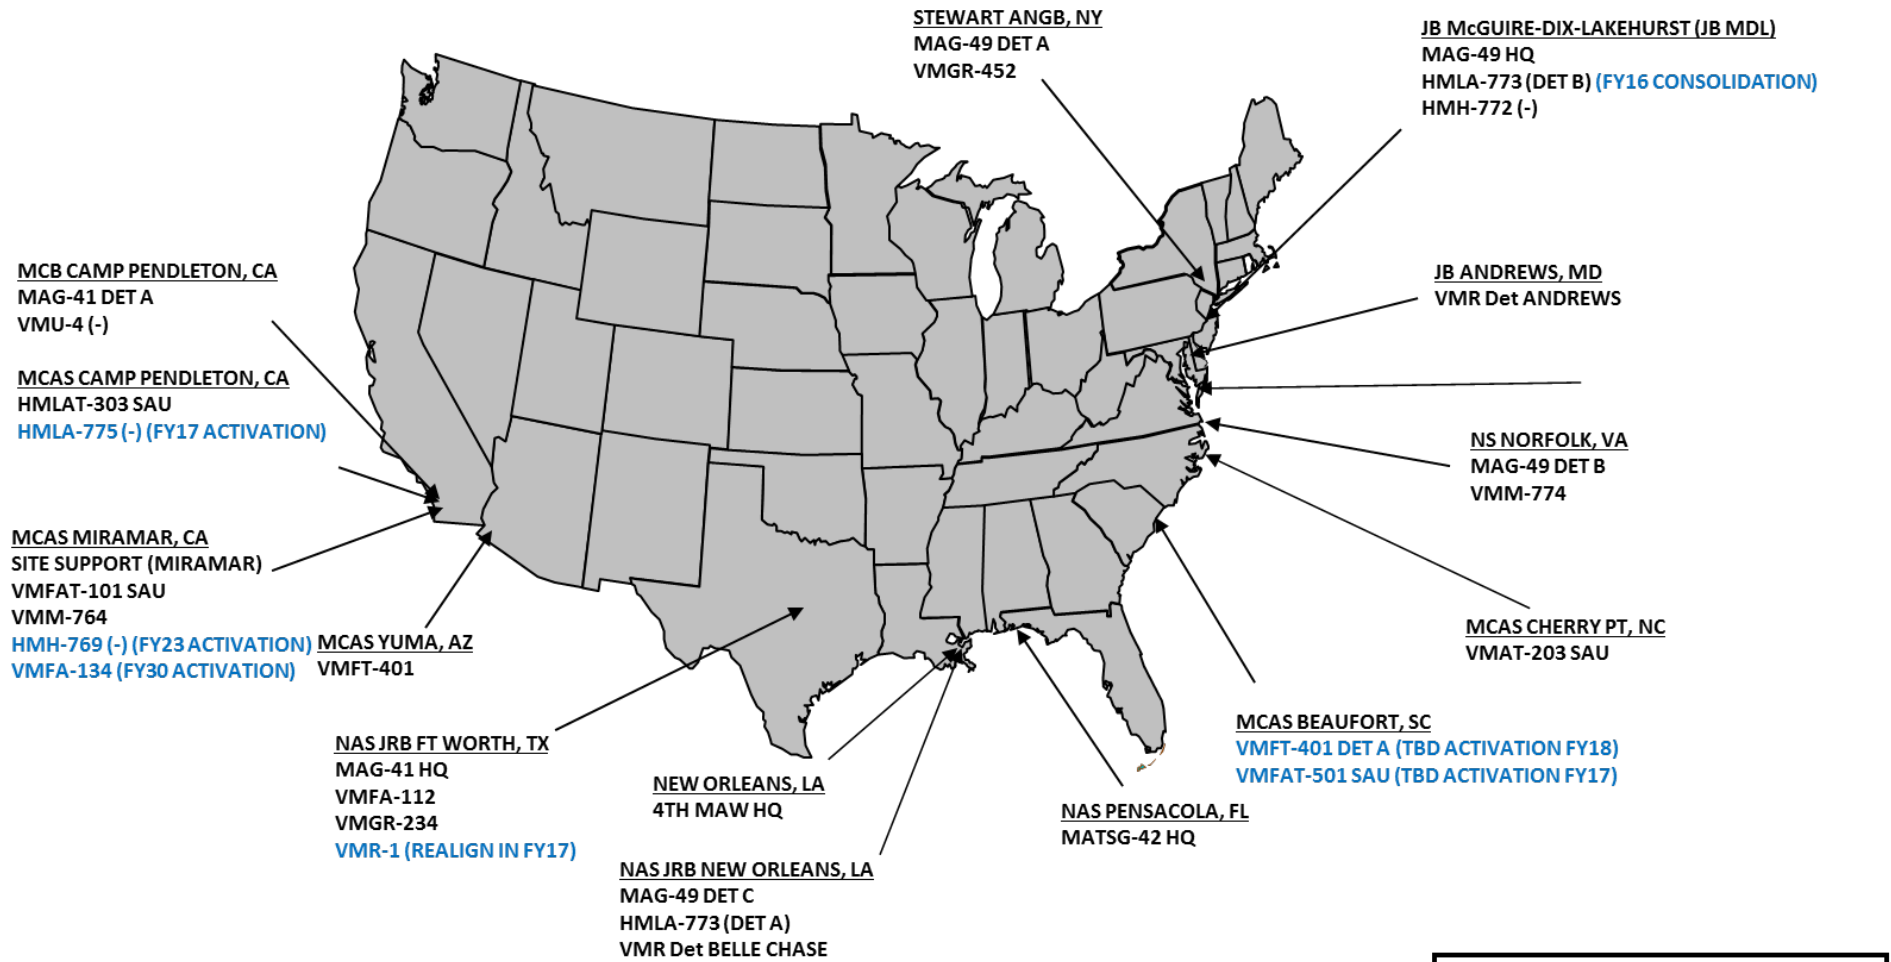 STEWART ANGB, NY
MAG-49 DET A
VMGR-452
JB McGUIRE-DIX-LAKEHURST (JB MDL)
MAG-49 HQ
HMLA-773 (DET B) (FY16 CONSOLIDATION)
HMH-772 (-)
MCB CAMP PENDLETON, CA
MAG-41 DET A
VMU-4 (-)
JB ANDREWS, MD
VMR Det ANDREWS
MCAS CAMP PENDLETON, CA
HMLAT-303 SAU
HMLA-775 (-) (FY17 ACTIVATION)
NS NORFOLK, VA
MAG-49 DET B
VMM-774
MCAS MIRAMAR, CA
SITE SUPPORT (MIRAMAR)
VMFAT-101 SAU
VMM-764
HMH-769 (-) (FY23 ACTIVATION)
VMFA-134 (FY30 ACTIVATION)
MCAS YUMA, AZ
VMFT-401
MCAS CHERRY PT, NC
VMAT-203 SAU
MCAS BEAUFORT, SC
VMFT-401 DET A (TBD ACTIVATION FY18)
VMFAT-501 SAU (TBD ACTIVATION FY17)
NAS JRB FT WORTH, TX
MAG-41 HQ
VMFA-112
VMGR-234
VMR-1 (REALIGN IN FY17)
NEW ORLEANS, LA
4TH MAW HQ
NAS PENSACOLA, FL
MATSG-42 HQ
NAS JRB NEW ORLEANS, LA
MAG-49 DET C
HMLA-773 (DET A)
VMR Det BELLE CHASE